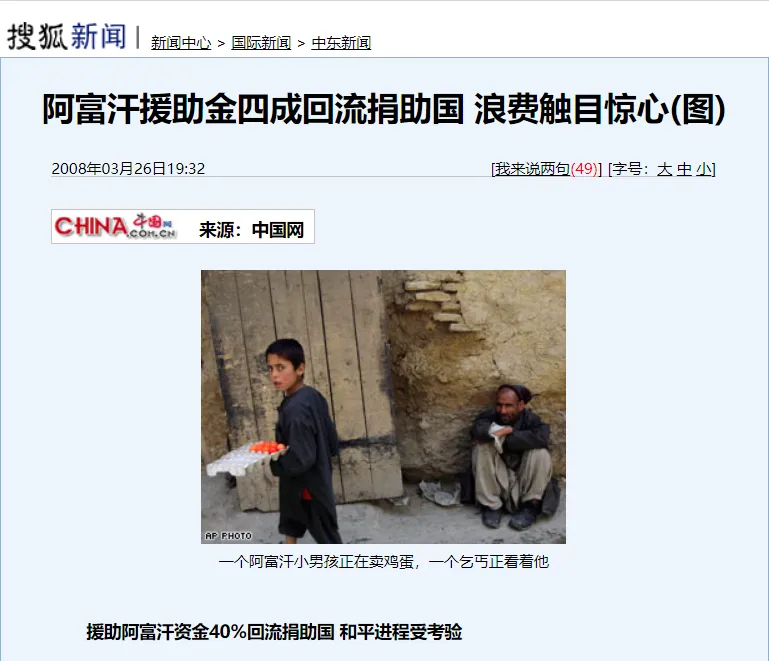 搜狐新闻 | 新闻中心 > 国际新闻 > 中东新闻
阿富汗援助金四成回流捐助国 浪费触目惊心(图)
2008年03月26日19:32 [我来说两句(49)] [字号：大 中 小]
CHINA 中国网 .COM.CN 来源：中国网
AP PHOTO
一个阿富汗小男孩正在卖鸡蛋，一个乞丐正看着他
援助阿富汗资金40%回流捐助国 和平进程受考验